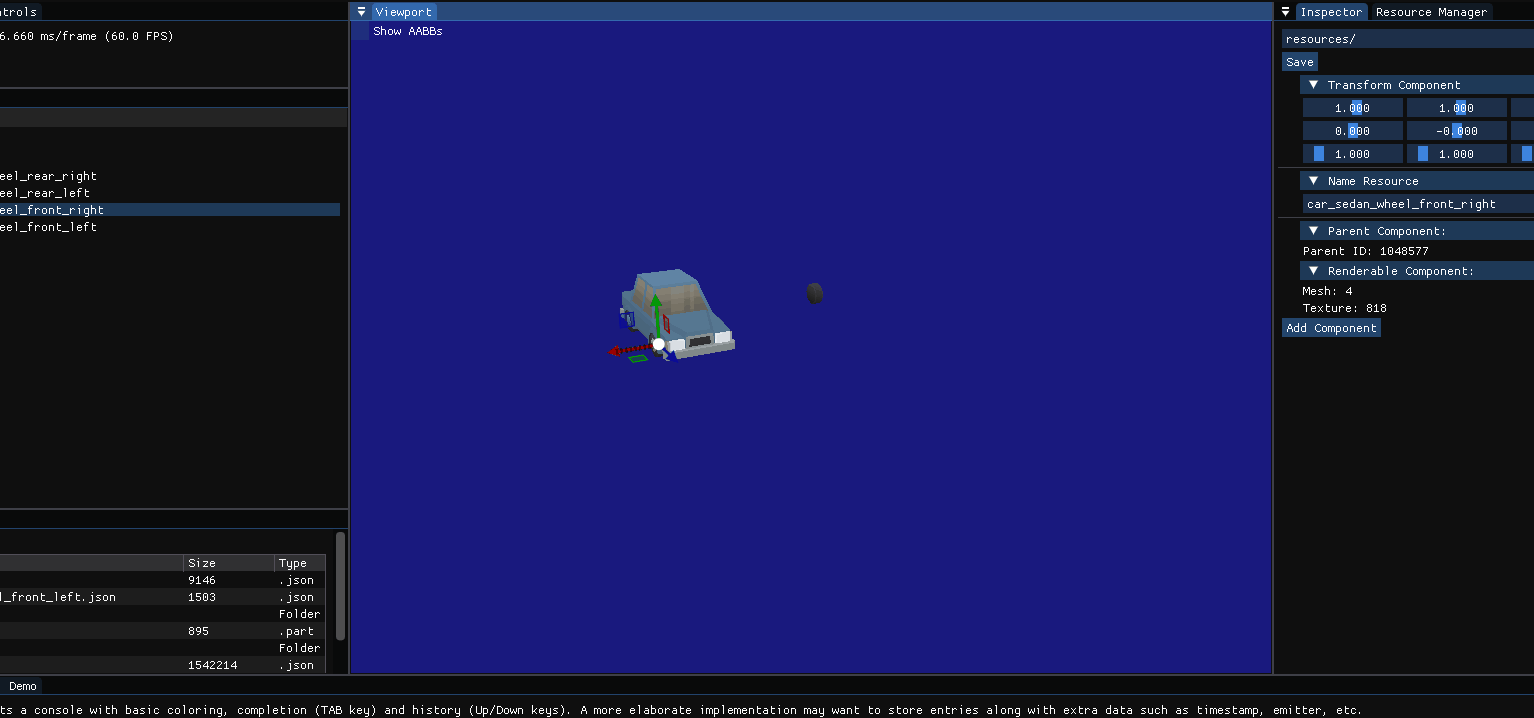 ntrols
6.660 ms/frame (60.0 FPS)
eel_rear_right
eel_rear_left
eel_front_right
eel_front_left
Size Type
9146 .json
l_front_left.json 1503 .json
Folder
895 .part
Folder
1542214 .json
Viewport
Show AABBs
Inspector Resource Manager
resources/
Save
Transform Component
1.000 1.000
0.000 -0.000
1.000 1.000
Name Resource
car_sedan_wheel_front_right
Parent Component:
Parent ID: 1048577
Renderable Component:
Mesh: 4
Texture: 818
Add Component
Demo
ts a console with basic coloring, completion (TAB key) and history (Up/Down keys). A more elaborate implementation may want to store entries along with extra data such as timestamp, emitter, etc.